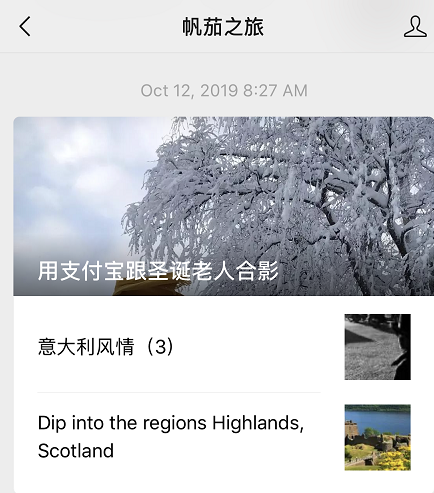 帆茄之旅
Oct 12, 2019 8:27 AM
用支付宝跟圣诞老人合影
意大利风情（3）
Dip into the regions Highlands,
Scotland